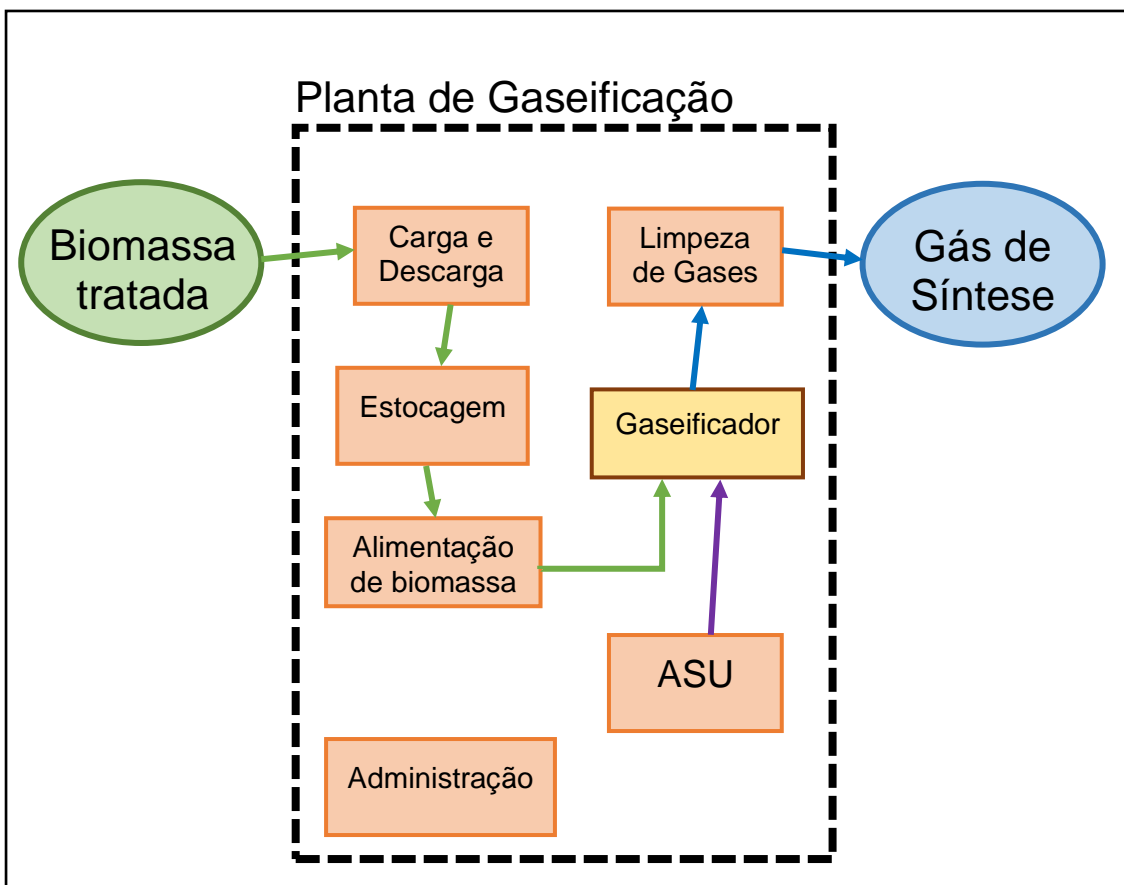 Planta de Gaseificação
Biomassa
tratada
Carga e
Descarga
Estocagem
Alimentação
de biomassa
Administração
Limpeza
de Gases
Gaseificador
ASU
Gás de
Síntese